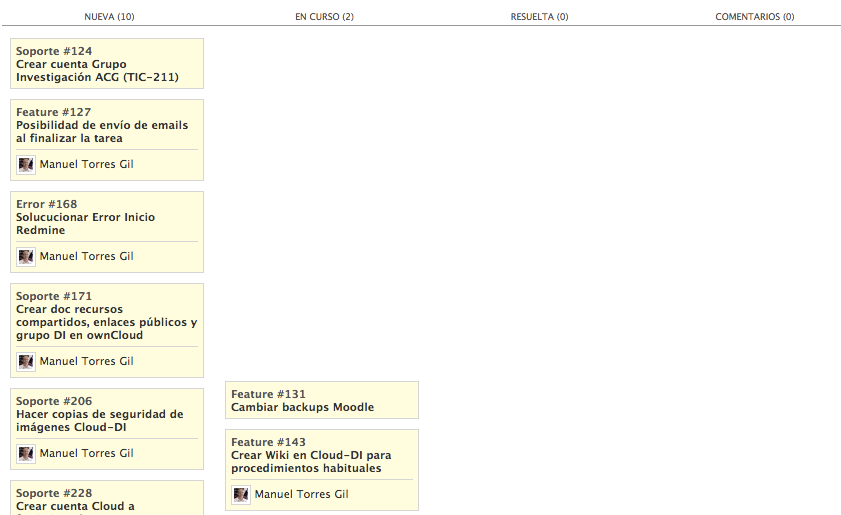 NUEVA (10)
EN CURSO (2)
RESUELTA (0)
COMENTARIOS (0)
Soporte #124
Crear cuenta Grupo
Investigación ACG (TIC-211)
Feature #127
Posibilidad de envío de emails
al finalizar la tarea
Manuel Torres Gil
Error #168
Solucucionar Error Inicio
Redmine
Manuel Torres Gil
Soporte #171
Crear doc recursos
compartidos, enlaces públicos y
grupo DI en ownCloud
Manuel Torres Gil
Soporte #206
Hacer copias de seguridad de
imágenes Cloud-DI
Manuel Torres Gil
Soporte #228
Crear cuenta Cloud a
Feature #131
Cambiar backups Moodle
Feature #143
Crear Wiki en Cloud-DI para
procedimientos habituales
Manuel Torres Gil